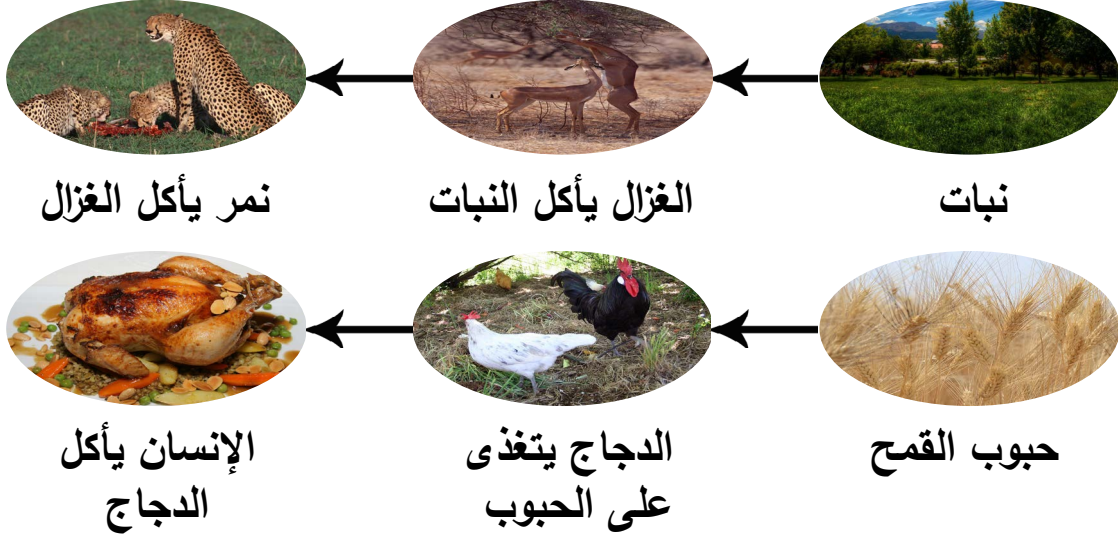 نبات
الغزال يأكل النبات
نمر يأكل الغزال
حبوب القمح
الدجاج يتغذى
على الحبوب
الإنسان يأكل
الدجاج